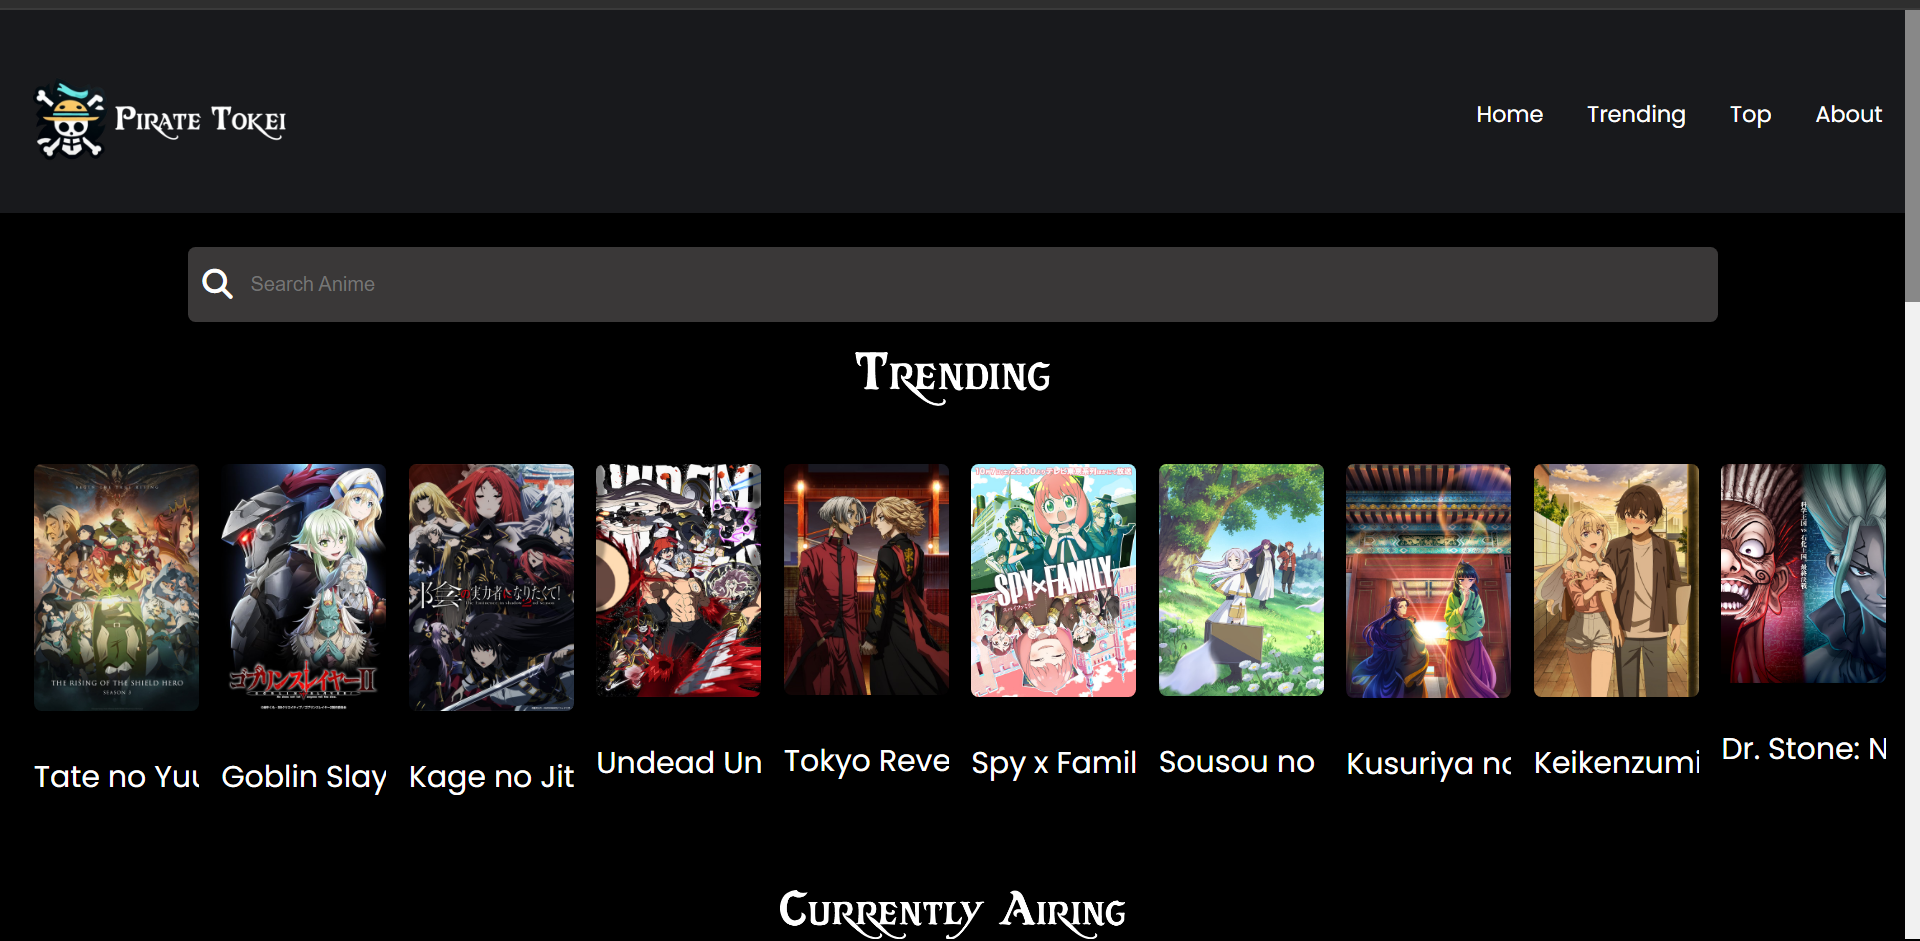 Pirate Tokei
Home
Trending
Top
About
Search Anime
Trending
THE RISING OF THE SHIELD HERO
SEASON 3
ゴブリンスレイヤーII
陰の実力者になりたくて!
SPY×FAMILY
Tate no Yuu
Goblin Slay
Kage no Jit
Undead Un
Tokyo Reve
Spy x Famil
Sousou no
Kusuriya no
Keikenzumi
Dr. Stone: N
Currently Airing